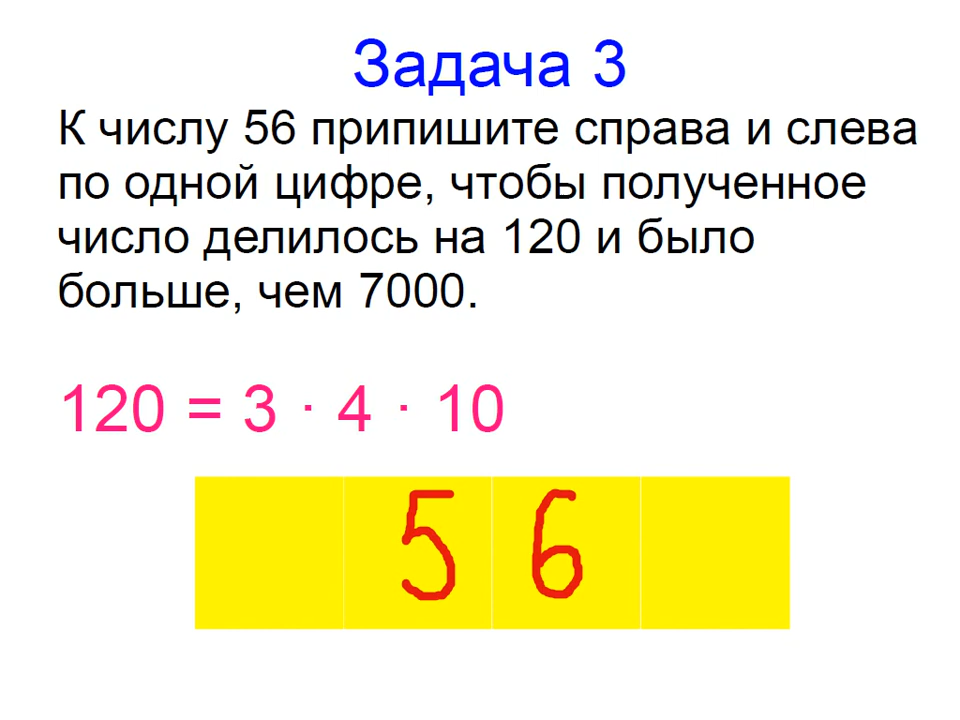 Задача 3
К числу 56 припишите справа и слева
по одной цифре, чтобы полученное
число делилось на 120 и было
больше, чем 7000.
120 = 3 · 4 · 10
5 6